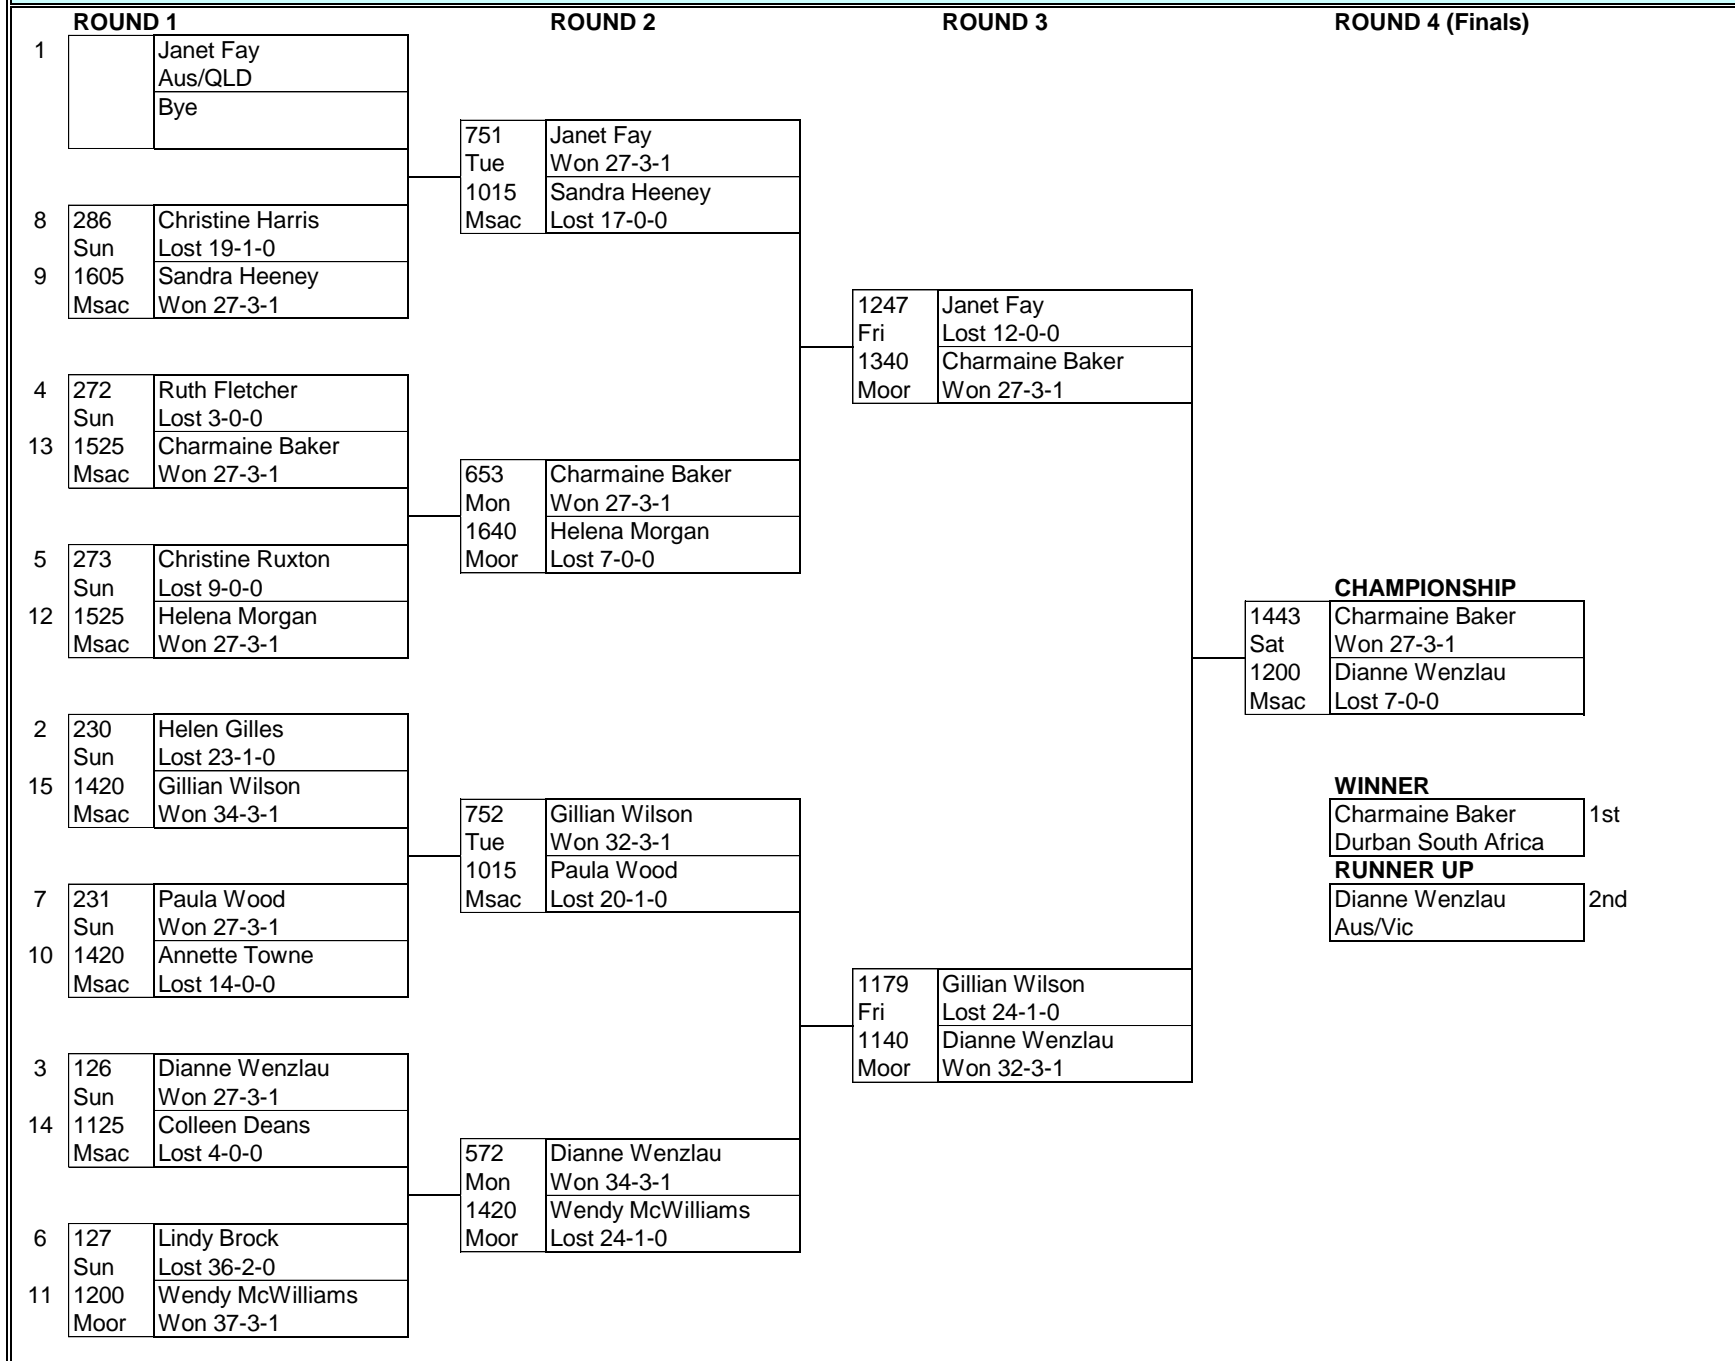 ROUND 1 ROUND 2 ROUND 3 ROUND 4 (Finals)
1 Janet Fay
Aus/QLD
Bye
8 286 Christine Harris
Sun Lost 19-1-0
9 1605 Sandra Heeney
Msac Won 27-3-1
4 272 Ruth Fletcher
Sun Lost 3-0-0
13 1525 Charmaine Baker
Msac Won 27-3-1
5 273 Christine Ruxton
Sun Lost 9-0-0
12 1525 Helena Morgan
Msac Won 27-3-1
2 230 Helen Gilles
Sun Lost 23-1-0
15 1420 Gillian Wilson
Msac Won 34-3-1
7 231 Paula Wood
Sun Won 27-3-1
10 1420 Annette Towne
Msac Lost 14-0-0
3 126 Dianne Wenzlau
Sun Won 27-3-1
14 1125 Colleen Deans
Msac Lost 4-0-0
6 127 Lindy Brock
Sun Lost 36-2-0
11 1200 Wendy McWilliams
Moor Won 37-3-1
751 Janet Fay
Tue Won 27-3-1
1015 Sandra Heeney
Msac Lost 17-0-0
653 Charmaine Baker
Mon Won 27-3-1
1640 Helena Morgan
Moor Lost 7-0-0
752 Gillian Wilson
Tue Won 32-3-1
1015 Paula Wood
Msac Lost 20-1-0
572 Dianne Wenzlau
Mon Won 34-3-1
1420 Wendy McWilliams
Moor Lost 24-1-0
1247 Janet Fay
Fri Lost 12-0-0
1340 Charmaine Baker
Moor Won 27-3-1
1179 Gillian Wilson
Fri Lost 24-1-0
1140 Dianne Wenzlau
Moor Won 32-3-1
CHAMPIONSHIP
1443 Charmaine Baker
Sat Won 27-3-1
1200 Dianne Wenzlau
Msac Lost 7-0-0
WINNER
Charmaine Baker 1st
Durban South Africa
RUNNER UP
Dianne Wenzlau 2nd
Aus/Vic